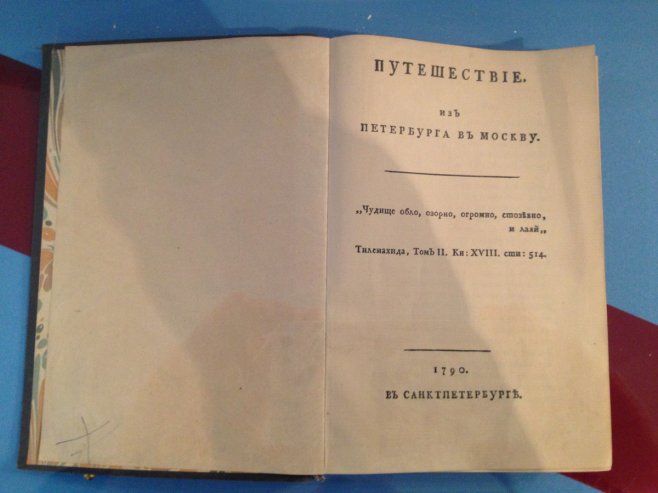 ПУТЕШЕСТВІЕ.
изъ
ПЕТЕРБУРГА ВЪ МОСКВУ.
„Чудище обло, озорно, огромно, стозѣвно,
и лаяй„
Тилемахида, Томъ II. Кн: XVIII. сти: 514.
1790.
ВЪ САНКТПЕТЕРБУРГѢ.